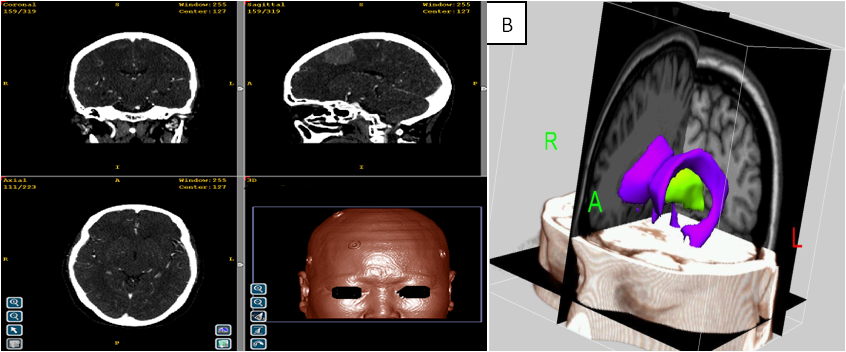 Coronal
159/319
S
Window:255
Center:127
R
L
I
Sagittal
159/319
S
Window:255
Center:127
A
P
I
Axial
111/223
A
Window:255
Center:127
R
L
P
3D
B
R
A
L